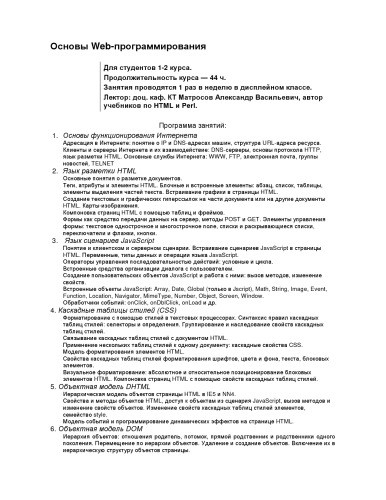 Основы Web-программирования
Для студентов 1-2 курса.
Продолжительность курса — 44 ч.
Занятия проводятся 1 раз в неделю в дисплейном классе.
Лектор: доц. каф. КТ Матросов Александр Васильевич, автор
учебников по HTML и Perl.
Программа занятий:
1. Основы функционирования Интернета
Адресация в Интернете: понятие о IP и DNS-адресах машин, структура URL-адреса ресурса.
Клиенты и серверы Интернета и их взаимодействие: DNS-серверы, основы протокола HTTP,
язык разметки HTML. Основные службы Интернета: WWW, FTP, электронная почта, группы
новостей, TELNET
2. Язык разметки HTML
Основные понятия о разметке документов.
Теги, атрибуты и элементы HTML. Блочные и встроенные элементы: абзац, список, таблицы,
элементы выделения частей текста. Встраивание графики в страницы HTML.
Создание текстовых и графических гиперссылок на части документа или на другие документы
HTML. Карты изображения.
Компоновка страниц HTML с помощью таблиц и фреймов.
Формы как средство передачи данных на сервер, методы POST и GET. Элементы управления
формы: текстовое однострочное и многострочное поле, списки и раскрывающиеся списки,
переключатели и флажки, кнопки.
3. Язык сценариев JavaScript
Понятие и клиентском и серверном сценарии. Встраивание сценариев JavaScript в страницы
HTML. Переменные, типы данных и операции языка JavaScript.
Операторы управления последовательностью действий: условные и цикла.
Встроенные средства организации диалога с пользователем.
Создание пользовательских объектов JavaScript и работа с ними: вызов методов, изменение
свойств.
Встроенные объекты JavaScript: Array, Date, Global (только в Jscript), Math, String, Image, Event,
Function, Location, Navigator, MimeType, Number, Object, Screen, Window.
Обработчики событий: onClick, onDblClick, onLoad и др.
4. Каскадные таблицы стилей (CSS)
Форматирование с помощью стилей в текстовых процессорах. Синтаксис правил каскадных
таблиц стилей: селекторы и определения. Группирование и наследование свойств каскадных
таблиц стилей.
Связывание каскадных таблиц стилей с документом HTML.
Применение нескольких таблиц стилей к одному документу: каскадные свойства CSS.
Модель форматирования элементов HTML.
Свойства каскадных таблиц стилей форматирования шрифтов, цвета и фона, текста, блоковых
элементов.
Визуальное форматирование: абсолютное и относительное позиционирование блоковых
элементов HTML. Компоновка страниц HTML с помощью свойств каскадных таблиц стилей.
5. Объектная модель DHTML
Иерархическая модель объектов страницы HTML в IE5 и NN4.
Свойства и методы объектов HTML, доступ к объектам из сценария JavaScript, вызов методов и
изменение свойств объектов. Изменение свойств каскадных таблиц стилей элементов,
семейство style.
Модель событий и программирование динамических эффектов на странице HTML.
6. Объектная модель DOM
Иерархия объектов: отношения родитель, потомок, прямой родственник и родственники одного
поколения. Перемещение по иерархии объектов. Удаление и создание объектов. Включение их в
иерархическую структуру объектов страницы.